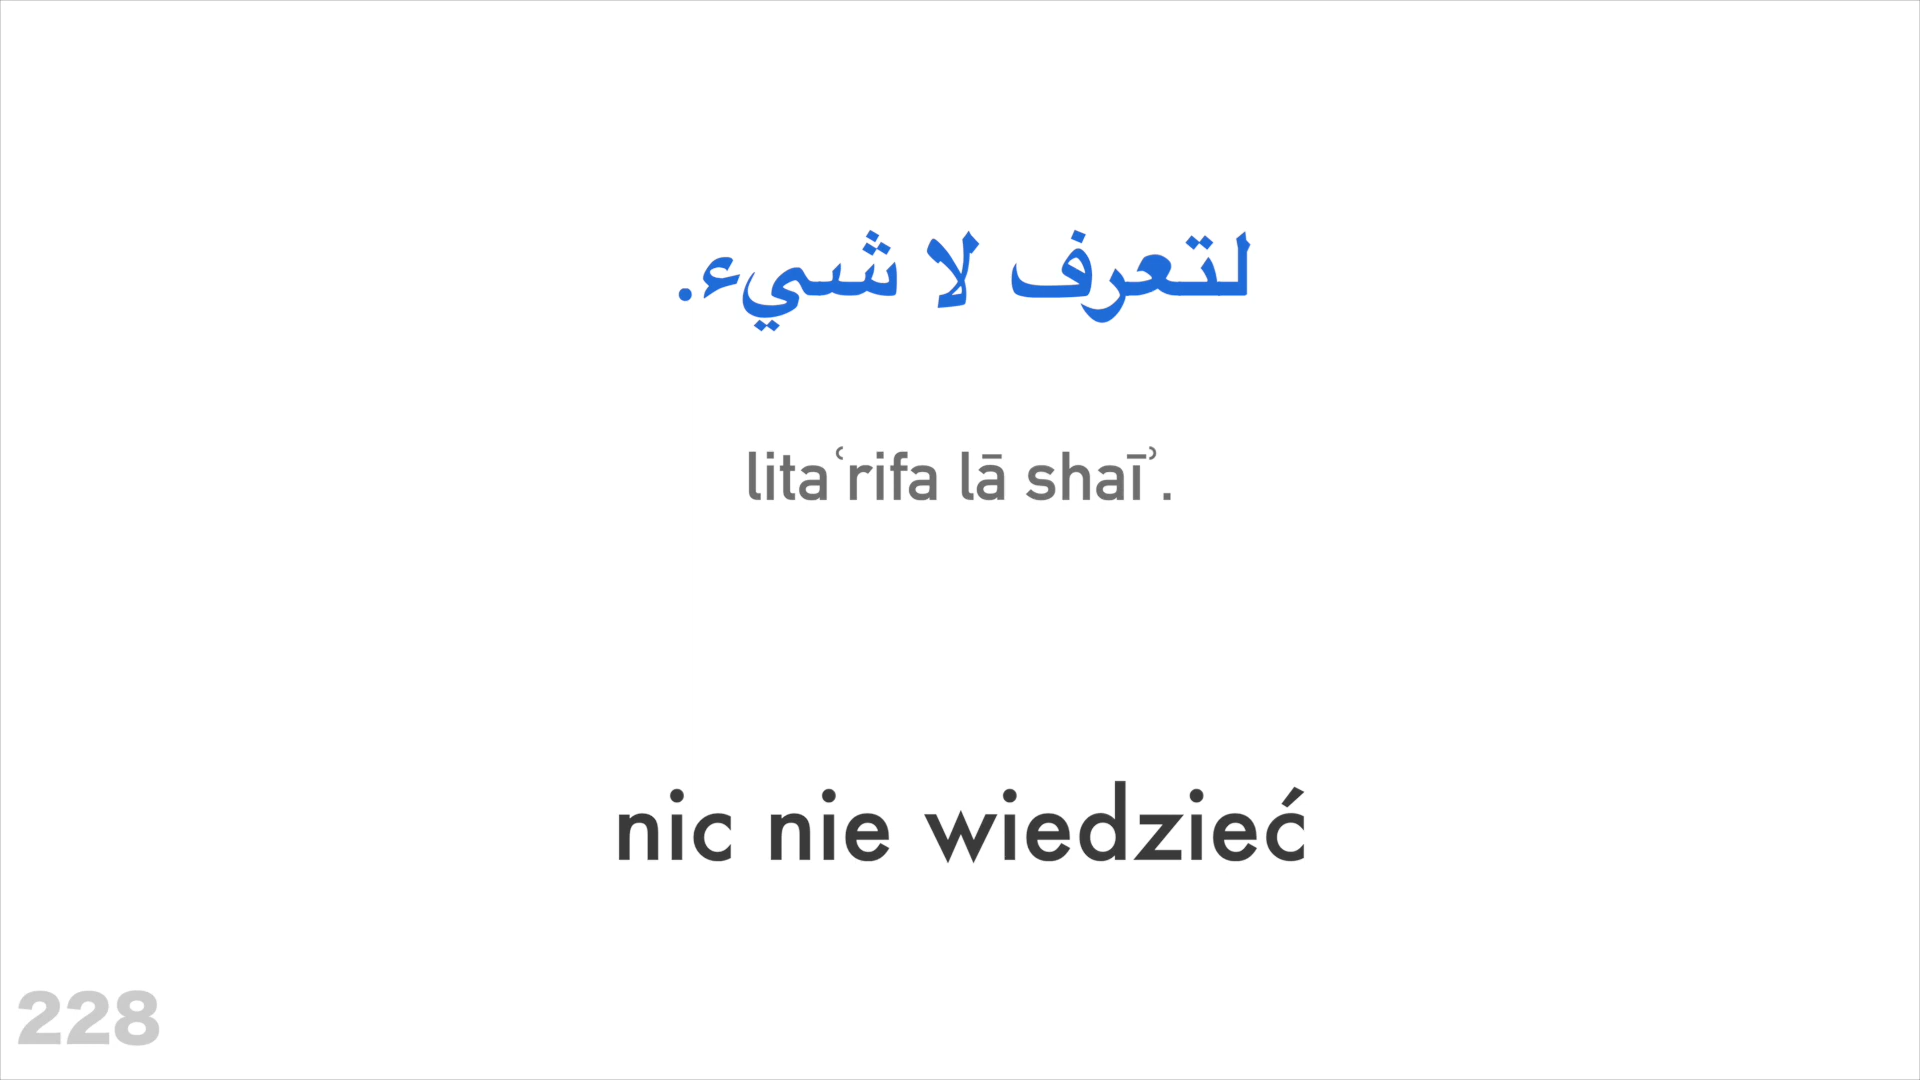 لتعرف لا شيء.
litaʿrifa lā shaīʾ.
nic nie wiedzieć
228